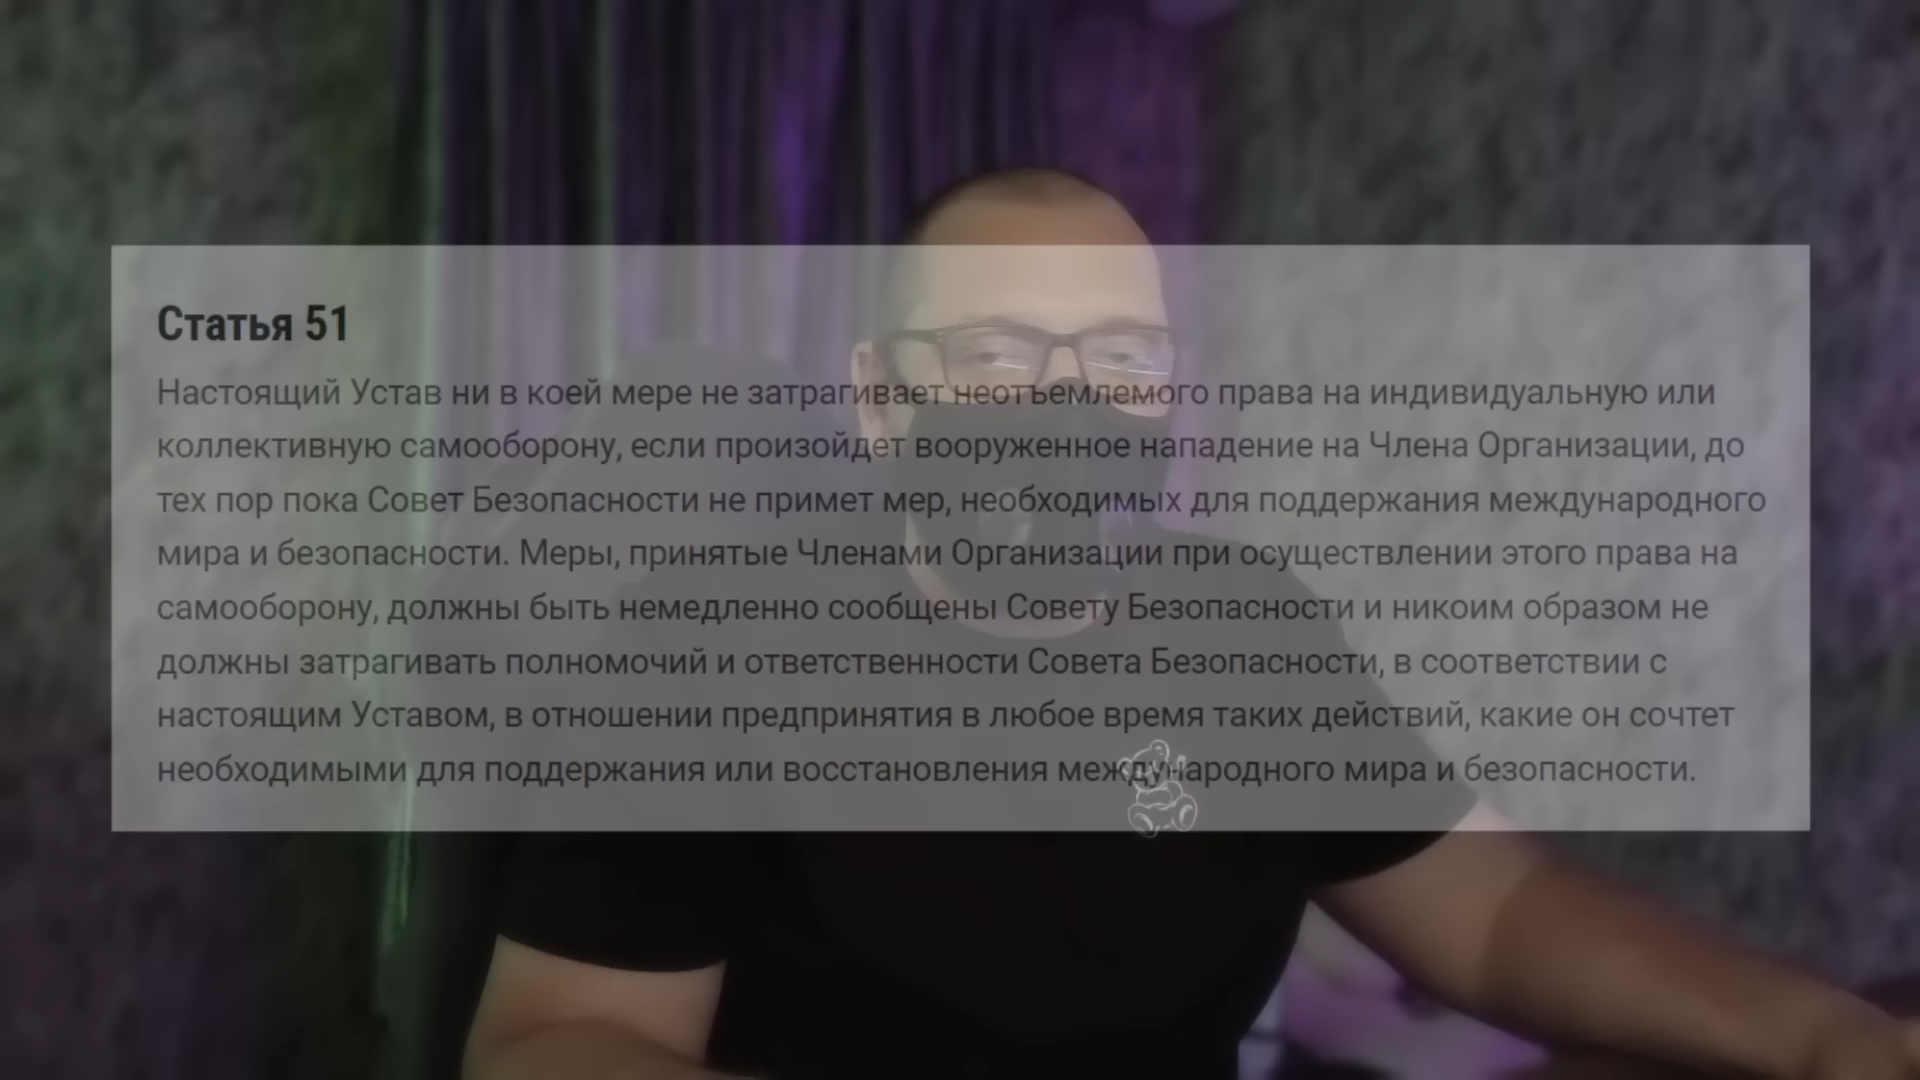 Статья 51
Настоящий Устав ни в коей мере не затрагивает неотъемлемого права на индивидуальную или
коллективную самооборону, если произойдет вооруженное нападение на Члена Организации, до
тех пор пока Совет Безопасности не примет мер, необходимых для поддержания международного
мира и безопасности. Меры, принятые Членами Организации при осуществлении этого права на
самооборону, должны быть немедленно сообщены Совету Безопасности и никоим образом не
должны затрагивать полномочий и ответственности Совета Безопасности, в соответствии с
настоящим Уставом, в отношении предпринятия в любое время таких действий, какие он сочтет
необходимыми для поддержания или восстановления международного мира и безопасности.